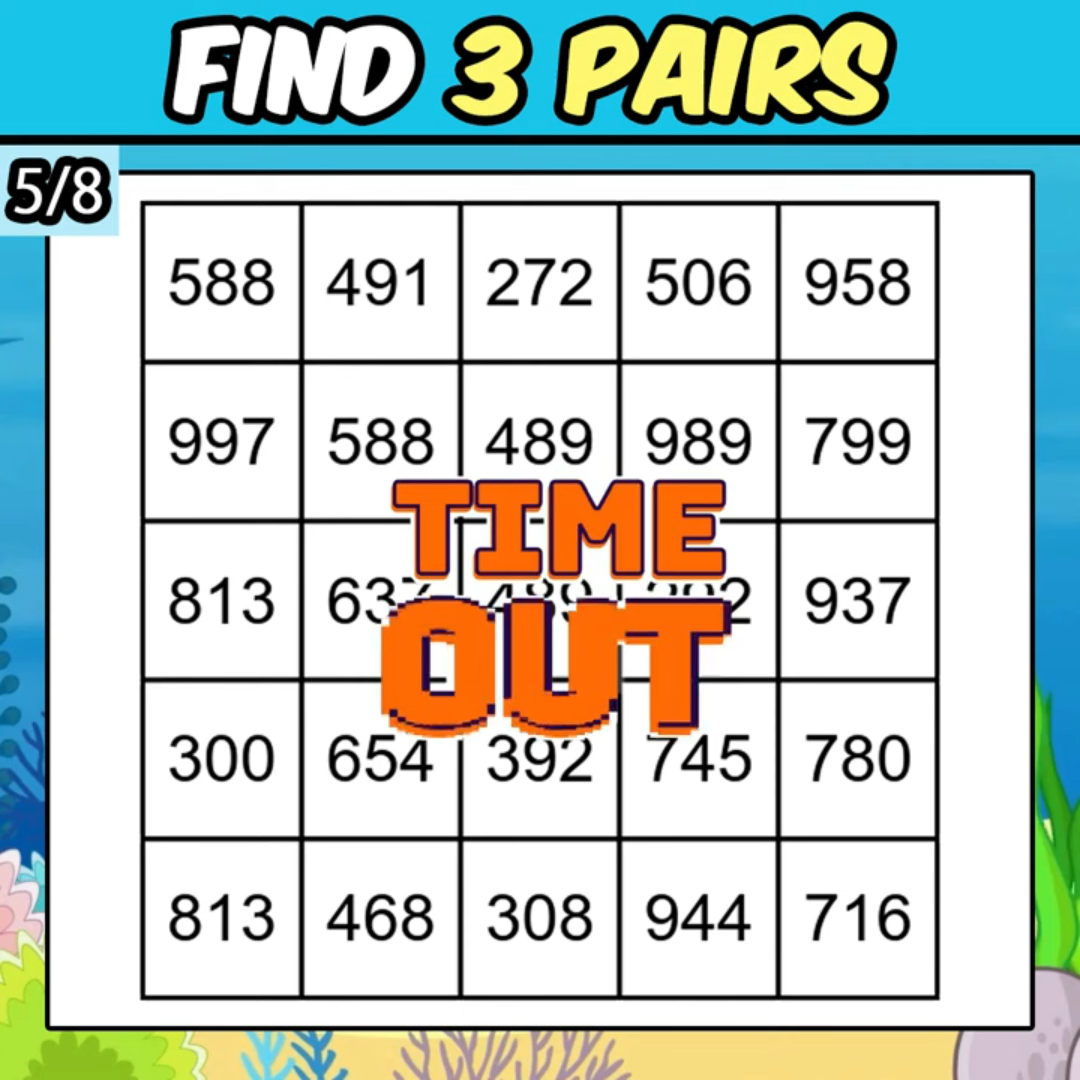 FIND 3 PAIRS
5/8
588 491 272 506 958
997 588 489 989 799
TIME
813 937
OUT
300 654 392 745 780
813 468 308 944 716